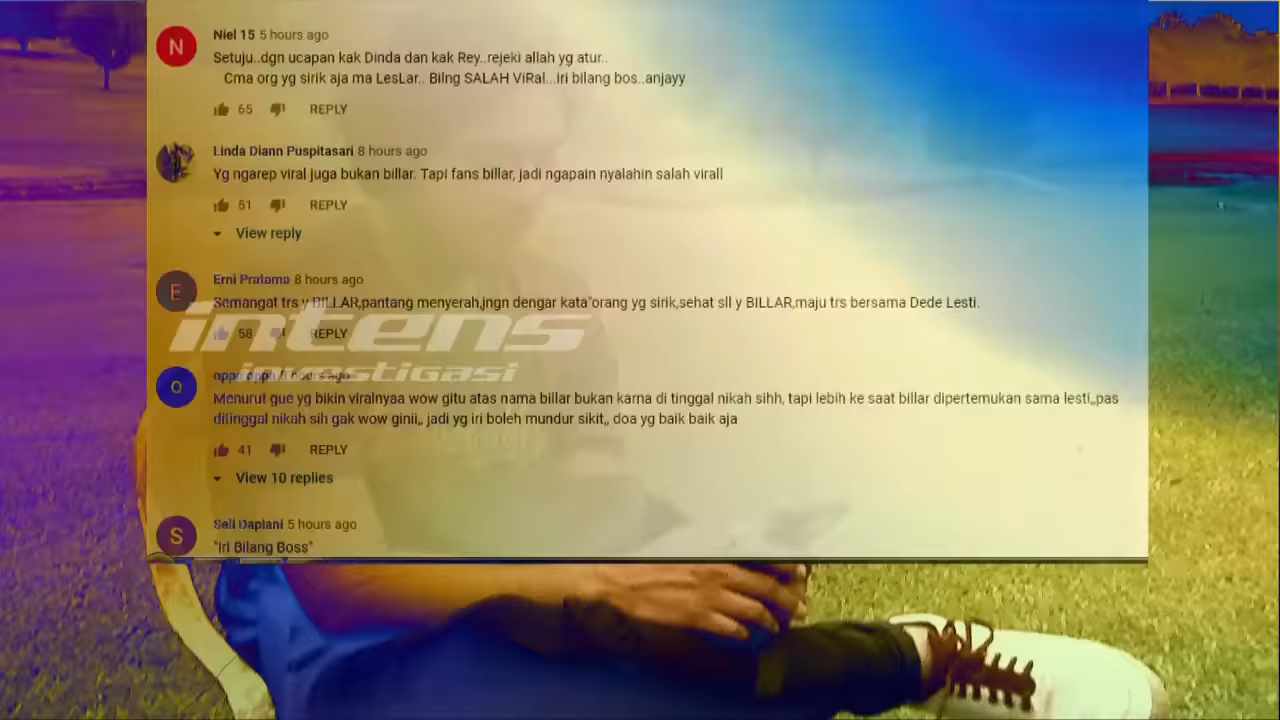 Niel 15 5 hours ago
Setuju..dgn ucapan kak Dinda dan kak Rey..rejeki allah yg atur..
Cma org yg sirik aja ma LesLar.. Bilng SALAH ViRal...iri bilang bos..anjayy
65 REPLY
Linda Diann Puspitasari 8 hours ago
Yg ngarep viral juga bukan billar. Tapi fans billar, jadi ngapain nyalahin salah virall
51 REPLY
View reply
Erni Pratama 8 hours ago
Semangat trs y BILLAR,pantang menyerah,jngn dengar kata"orang yg sirik,sehat sll y BILLAR,maju trs bersama Dede Lesti.
intens
58 REPLY
investigasi
hours ago
Menurut gue yg bikin viralnyaa wow gitu atas nama billar bukan karna di tinggal nikah sihh, tapi lebih ke saat billar dipertemukan sama lesti,,pas
ditinggal nikah sih gak wow ginii,, jadi yg iri boleh mundur sikit,, doa yg baik baik aja
41 REPLY
View 10 replies
Seli Daplani 5 hours ago
"Iri Bilang Boss"